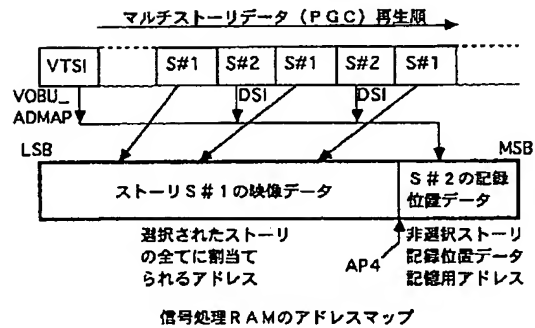 マルチストーリデータ（ＰＧＣ）再生順
VTSI S#1 S#2 S#1 S#2 S#1
VOBU_ DSI DSI
ADMAP
LSB MSB
ストーリＳ＃１の映像データ Ｓ＃２の記録
位置データ
選択されたストーリ
の全てに割当て
られるアドレス
AP4
非選択ストーリ
記録位置データ
記憶用アドレス
信号処理ＲＡＭのアドレスマップ